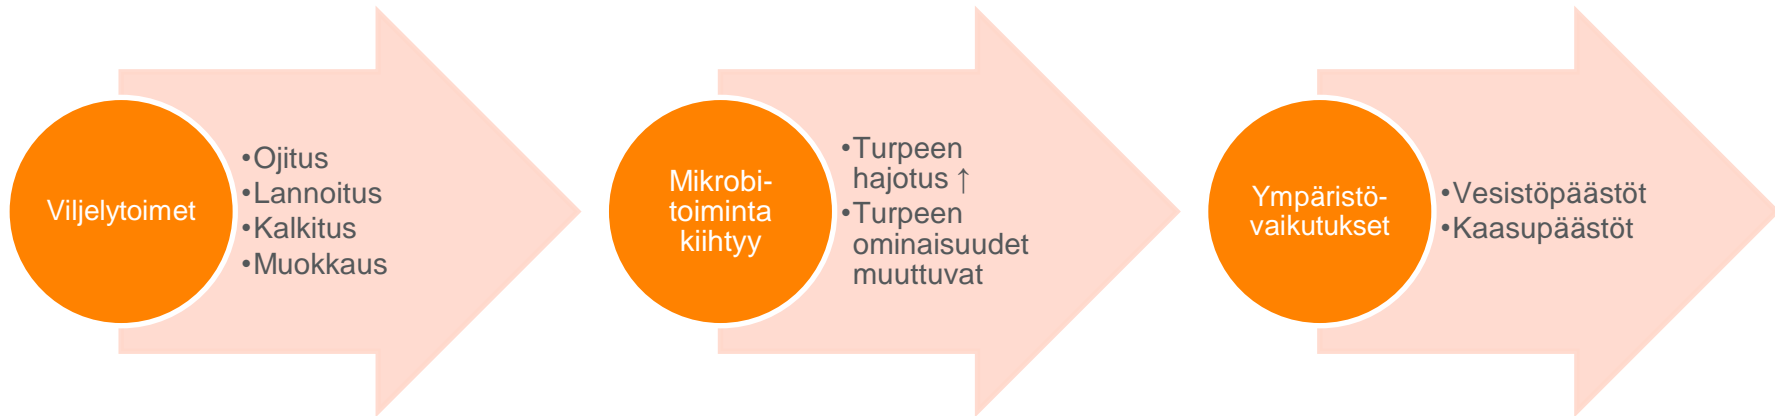 Viljelytoimet
•Ojitus
•Lannoitus
•Kalkitus
•Muokkaus
Mikrobi-
toiminta
kiihtyy
•Turpeen
hajotus ↑
•Turpeen
ominaisuudet
muuttuvat
Ympäristö-
vaikutukset
•Vesistöpäästöt
•Kaasupäästöt